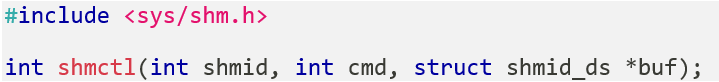 #include <sys/shm.h>
int shmctl(int shmid, int cmd, struct shmid_ds *buf);